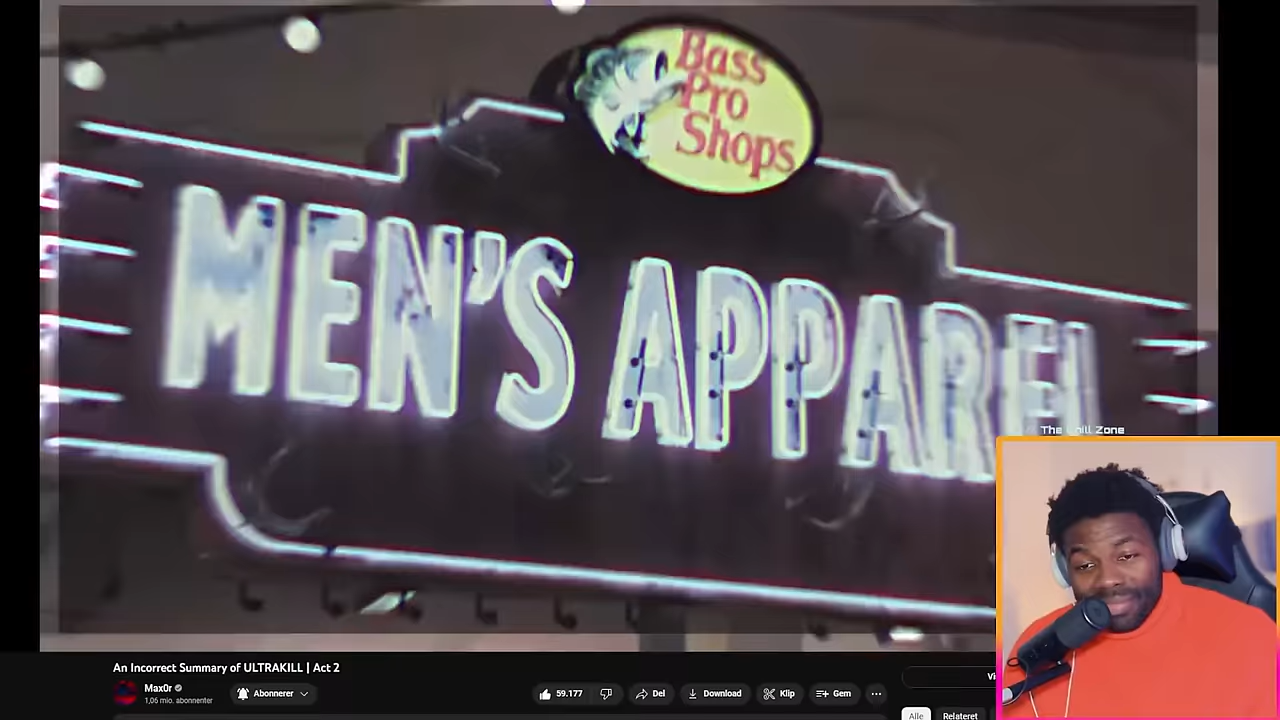 Bass
Pro
Shops
MEN'S APPAREL
The Chill Zone
An Incorrect Summary of ULTRAKILL | Act 2
Max0r
1,06 mio. abonnenter
Abonnerer
59.177
Del
Download
Klip
Gem
Alle
Relateret